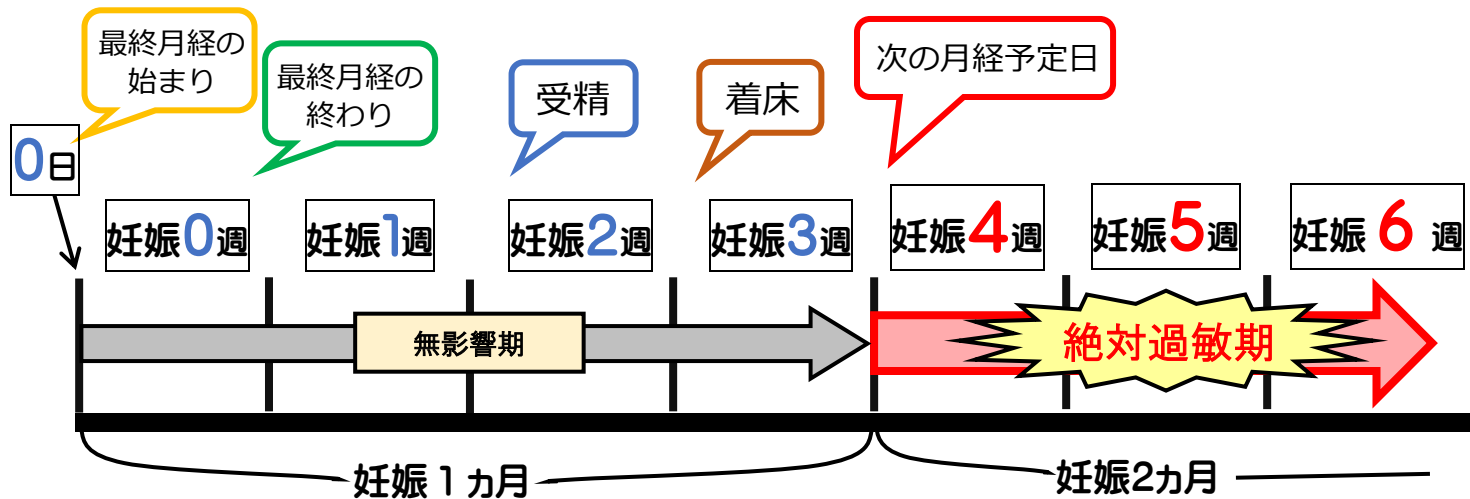 最終月経の
始まり
最終月経の
終わり
受精
着床
次の月経予定日
0日
妊娠0週
妊娠1週
妊娠2週
妊娠3週
妊娠4週
妊娠5週
妊娠 6 週
無影響期
絶対過敏期
妊娠1ヵ月
妊娠2ヵ月